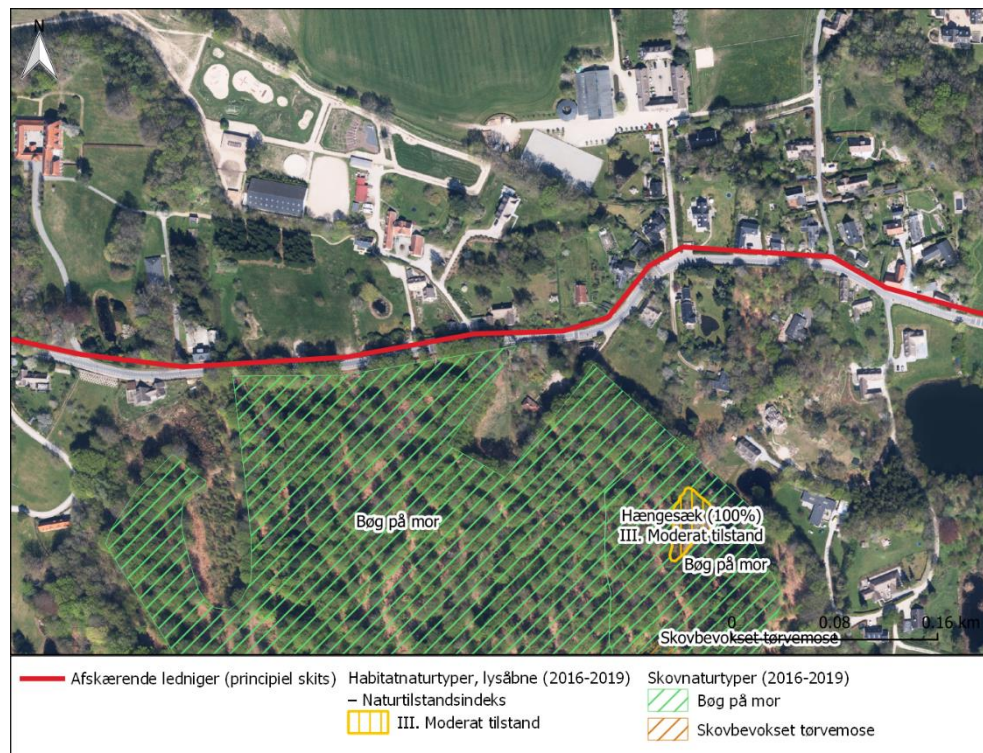 N
Bøg på mor
Hængesæk (100%)
III. Moderat tilstand
Bøg på mor
0 0.08 0.16 km
Skovbevokset tørvemose
Afskærende ledniger (principiel skits)
Habitatnaturtyper, lysåbne (2016-2019)
– Naturtilstandsindeks
III. Moderat tilstand
Skovnaturtyper (2016-2019)
Bøg på mor
Skovbevokset tørvemose